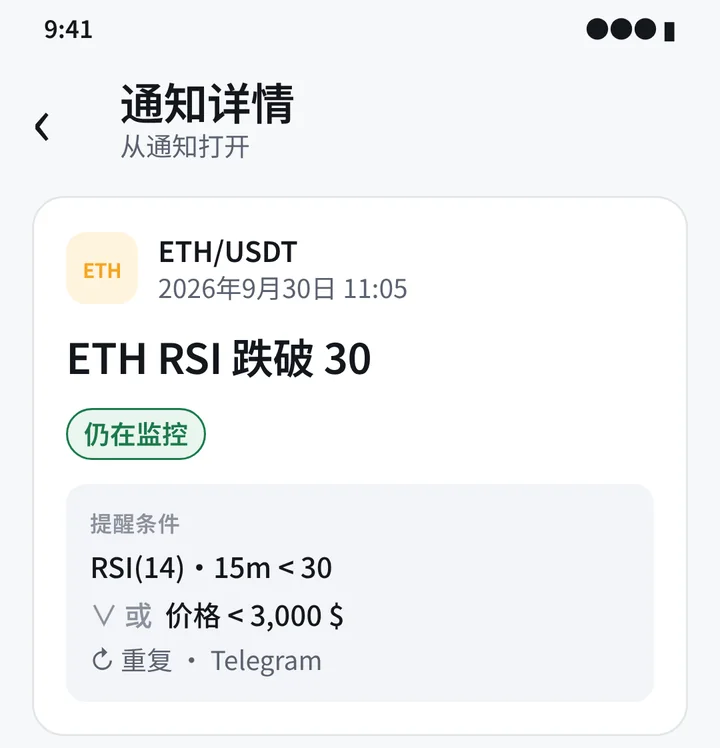 9:41
通知详情
从通知打开
ETH
ETH/USDT
2026年9月30日 11:05
ETH RSI 跌破 30
仍在监控
提醒条件
RSI(14)・15m < 30
∨ 或 价格 < 3,000 $
↻ 重复 ・ Telegram